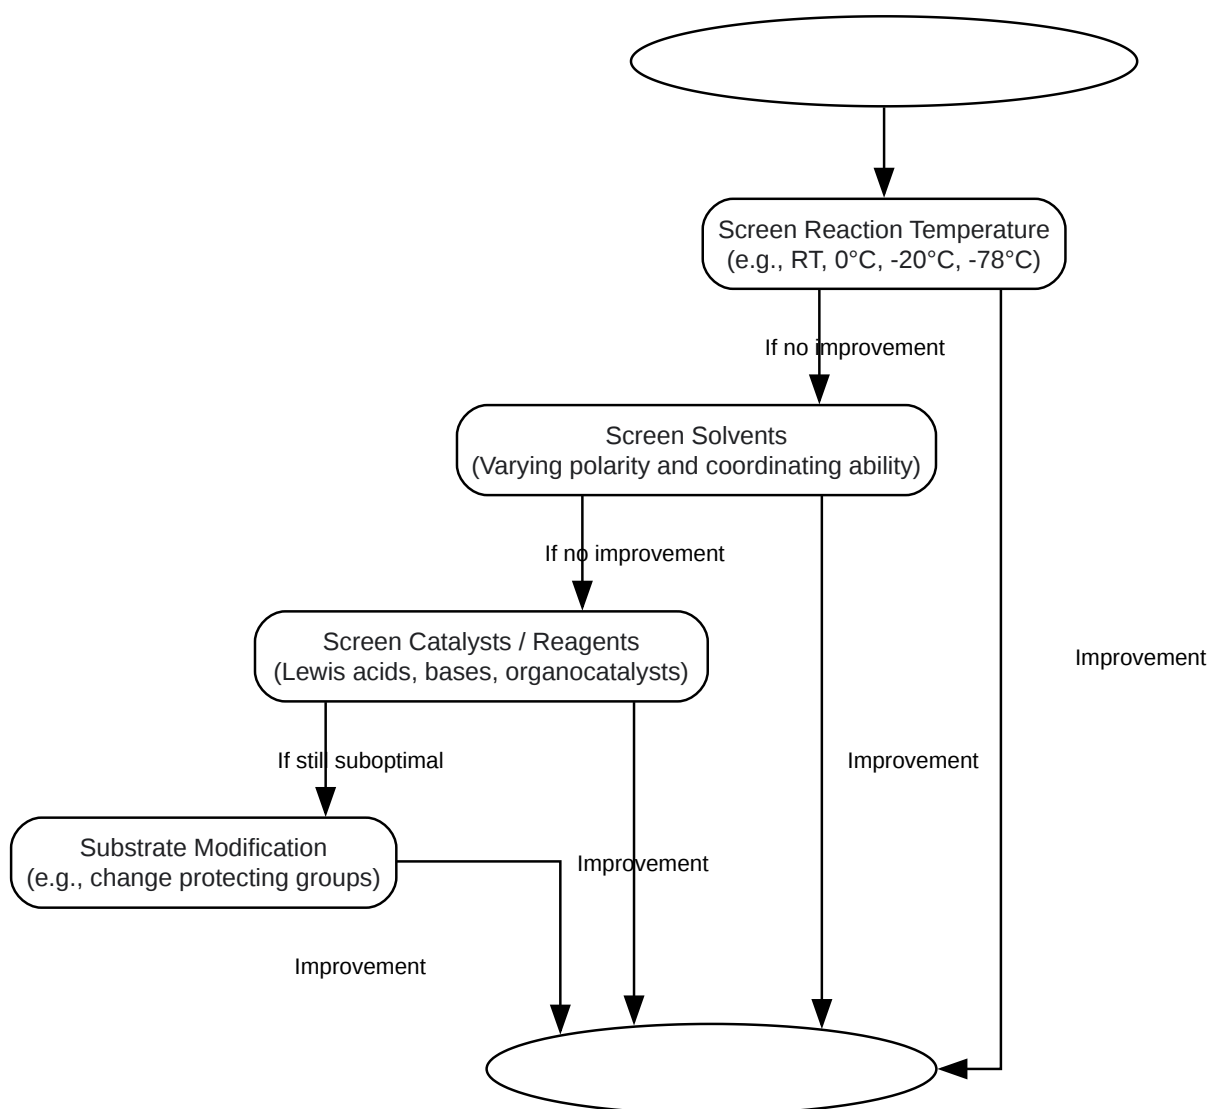 Screen Reaction Temperature
(e.g., RT, 0°C, -20°C, -78°C)
If no improvement
Screen Solvents
(Varying polarity and coordinating ability)
If no improvement
Screen Catalysts / Reagents
(Lewis acids, bases, organocatalysts)
Improvement
If still suboptimal
Improvement
Substrate Modification
(e.g., change protecting groups)
Improvement
Improvement